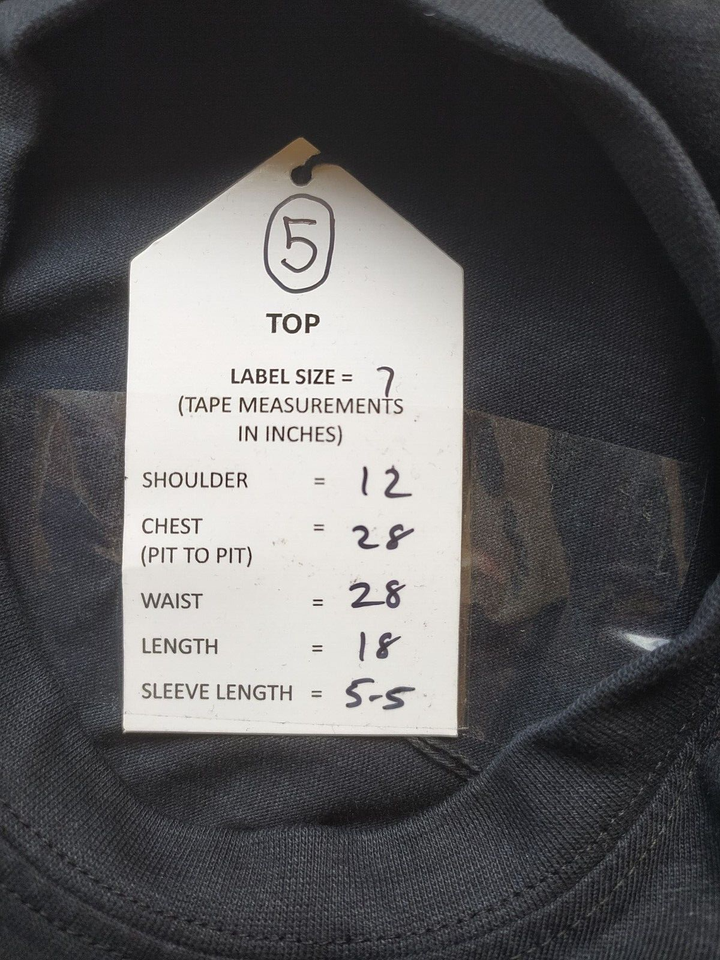 5
TOP
LABEL SIZE = 7
(TAPE MEASUREMENTS
IN INCHES)
SHOULDER = 12
CHEST = 28
(PIT TO PIT)
WAIST = 28
LENGTH = 18
SLEEVE LENGTH = 5-5